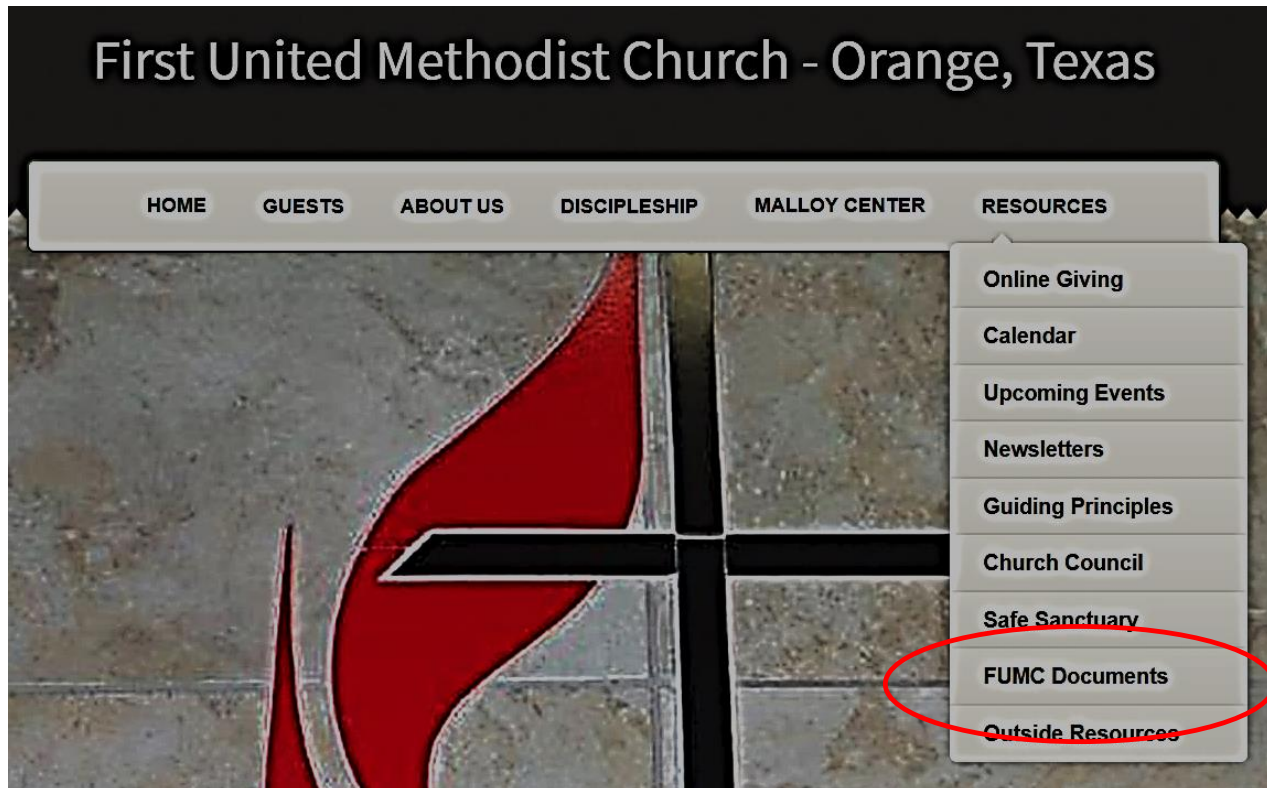 First United Methodist Church - Orange, Texas
HOME GUESTS ABOUT US DISCIPLESHIP MALLOY CENTER RESOURCES
Online Giving
Calendar
Upcoming Events
Newsletters
Guiding Principles
Church Council
Safe Sanctuary
FUMC Documents
Outside Resources